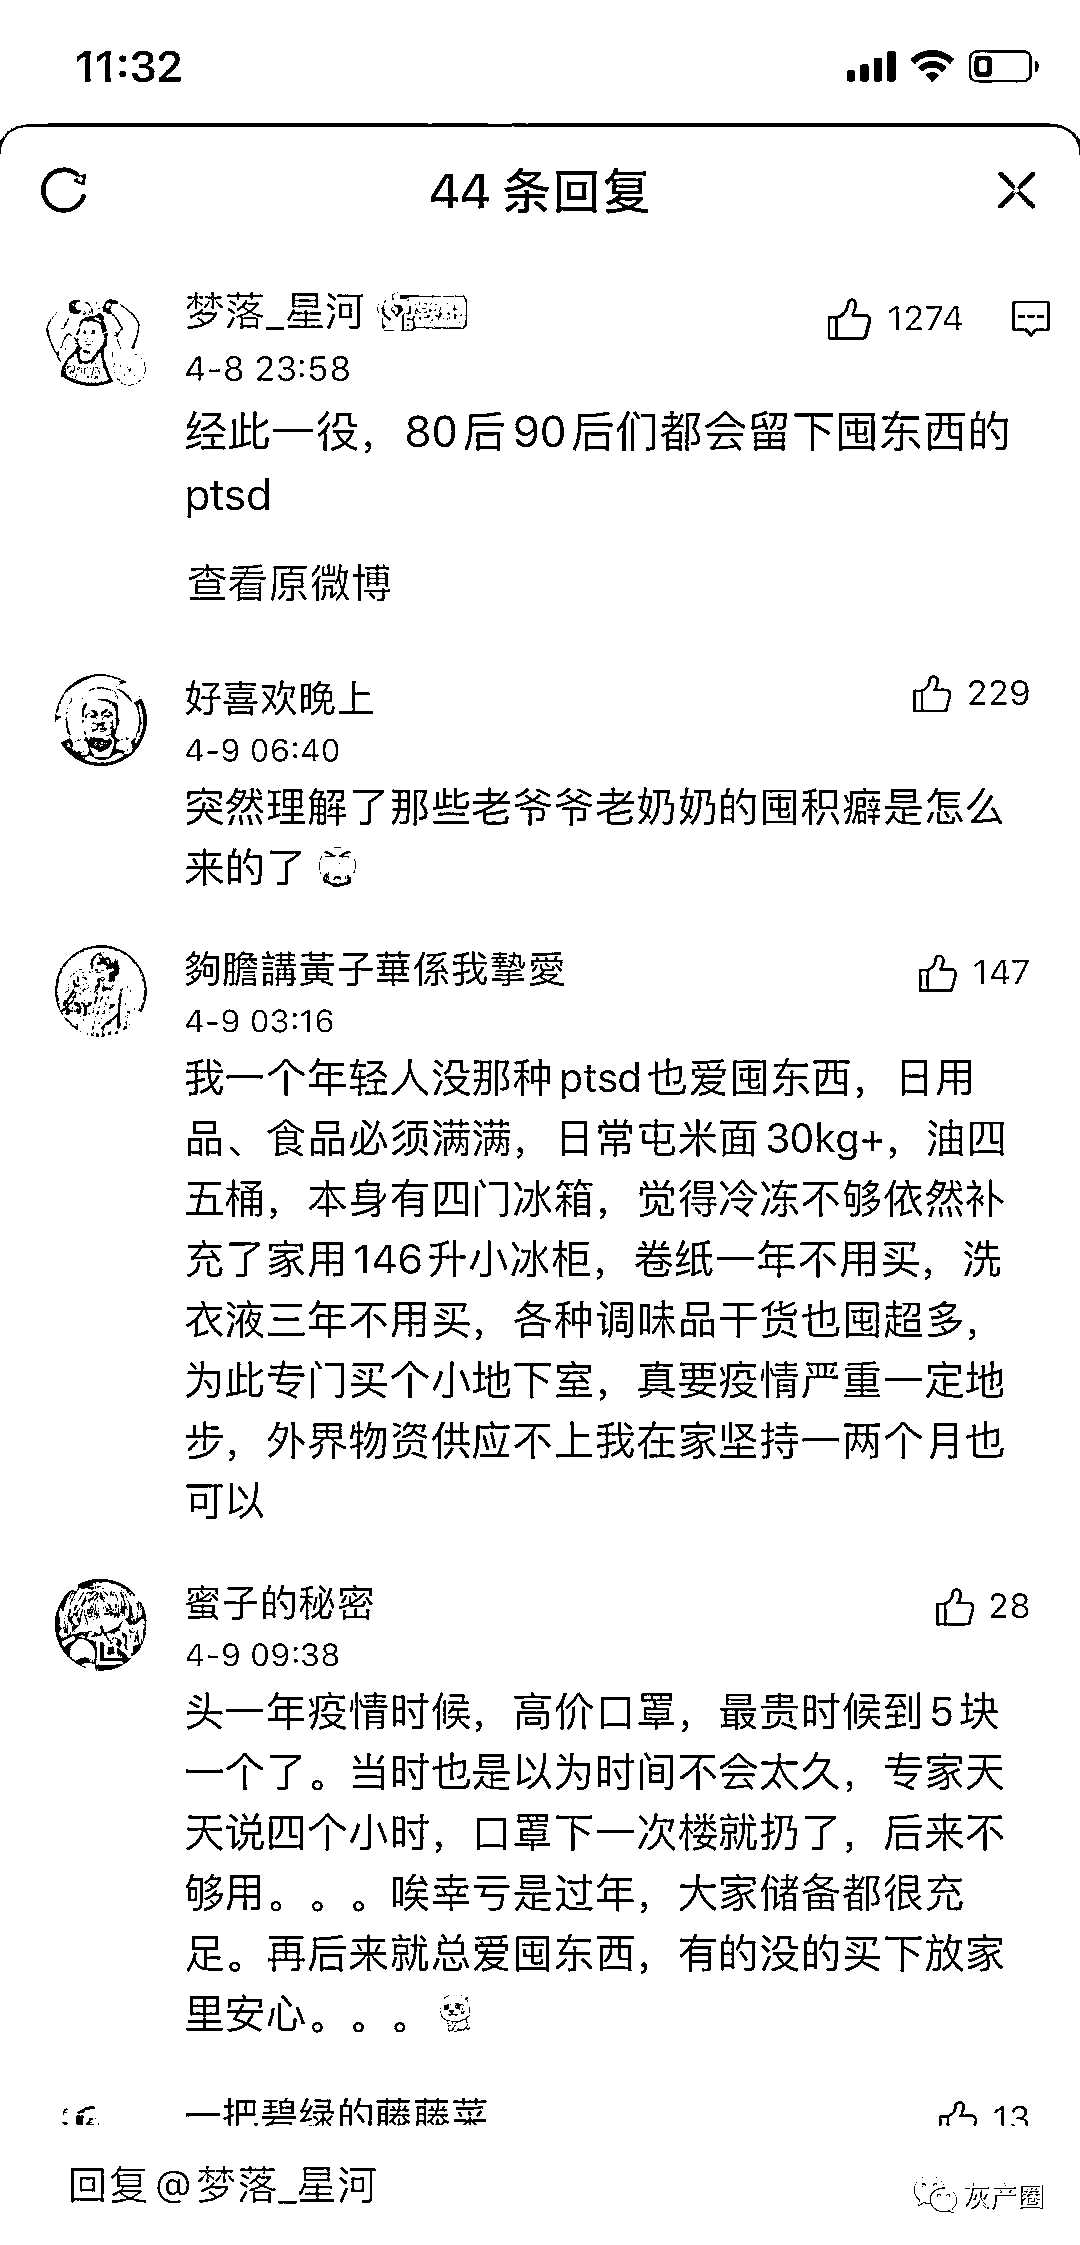 11:32
44 条回复
梦落_星河
1274
4-8 23:58
经此一役，80后90后们都会留下囤东西的
ptsd
查看原微博
好喜欢晚上
229
4-9 06:40
突然理解了那些老爷爷老奶奶的囤积癖是怎么
来的了
夠膽講黃子華係我摯愛
147
4-9 03:16
我一个年轻人没那种ptsd也爱囤东西，日用
品、食品必须满满，日常屯米面30kg+，油四
五桶，本身有四门冰箱，觉得冷冻不够依然补
充了家用146升小冰柜，卷纸一年不用买，洗
衣液三年不用买，各种调味品干货也囤超多，
为此专门买个小地下室，真要疫情严重一定地
步，外界物资供应不上我在家坚持一两个月也
可以
蜜子的秘密
28
4-9 09:38
头一年疫情时候，高价口罩，最贵时候到5块
一个了。当时也是以为时间不会太久，专家天
天说四个小时，口罩下一次楼就扔了，后来不
够用。。。唉幸亏是过年，大家储备都很充
足。再后来就总爱囤东西，有的没的买下放家
里安心。。。
一把碧绿的藤藤菜
13
回复@梦落_星河
灰产圈